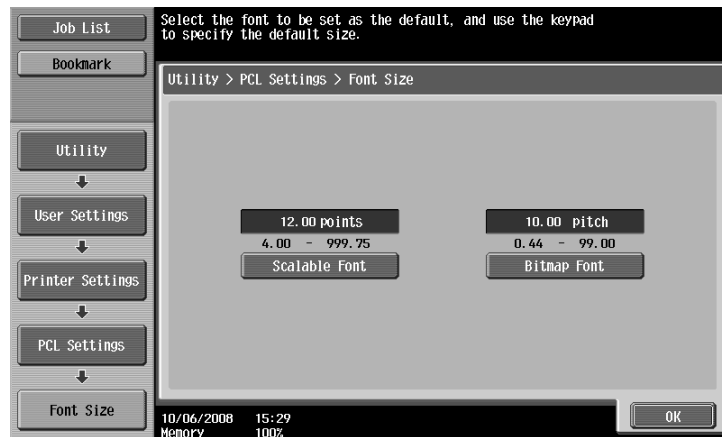 Job List
Bookmark
Select the font to be set as the default, and use the keypad
to specify the default size.
Utility > PCL Settings > Font Size
Utility
User Settings
Printer Settings
PCL Settings
Font Size
12.00 points
4.00 - 999.75
Scalable Font
10.00 pitch
0.44 - 99.00
Bitmap Font
10/06/2008 15:29
Memory 100%
OK